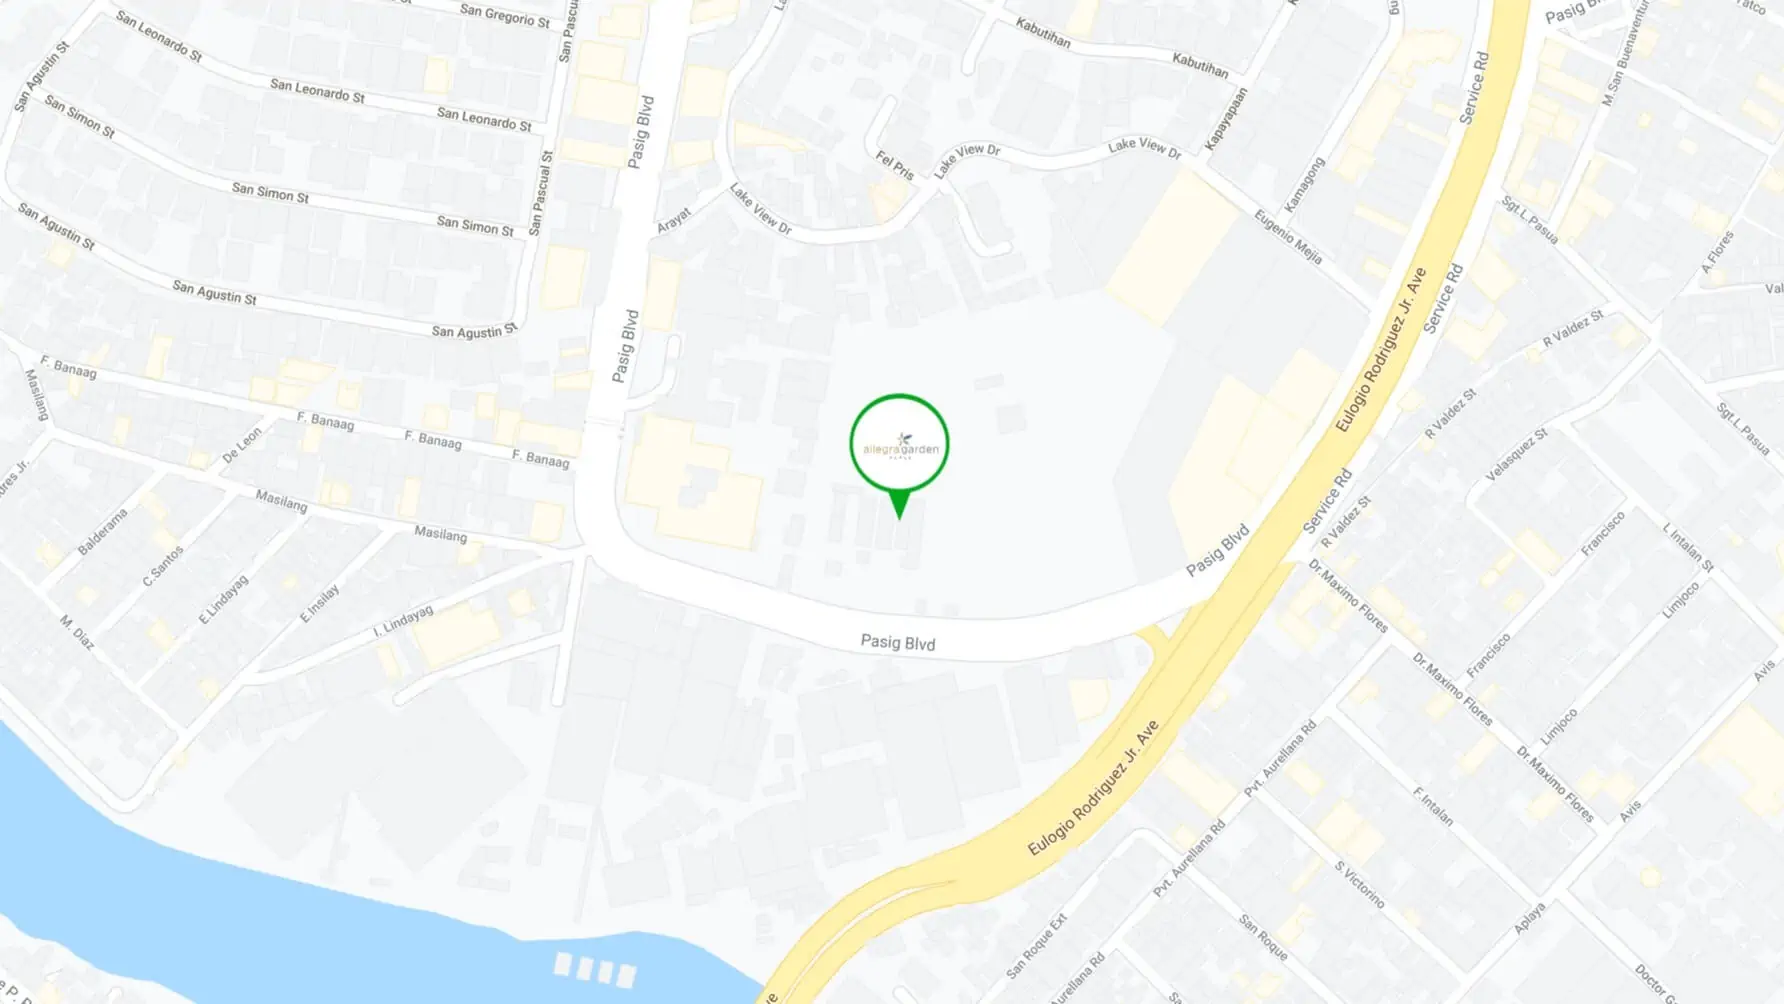 San Gregorio St
San Pascual St
Kabutihan
Kabutihan
Pasig Blvd
San Leonardo St
San Leonardo St
San Leonardo St
San Agustin St
San Simon St
San Simon St
San Simon St
San Pascual St
Pasig Blvd
Service Rd
M.San Buenaventura
Kapayapaan
Lake View Dr
Lake View Dr
Lake View Dr
Fel Pris
Kamagong
Arayat
Eugenio Mejia
Sgt L. Pasua
A. Flores
San Agustin St
San Agustin St
San Agustin St
Pasig Blvd
Service Rd
Eulogio Rodriguez Jr. Ave
R Valdez St
R Valdez St
R Valdez St
Sgt L. Pasua
F. Banaag
F. Banaag
F. Banaag
F. Banaag
Masilang
De Leon
allegra garden
PLACE
Velasquez St
Service Rd
Masilang
Masilang
Balderama
C.Santos
E.Lindayag
E.Insilay
I. Lindayag
M. Diaz
Pasig Blvd
Pasig Blvd
Francisco
Francisco
L Intalan St
Limjoco
Limjoco
Dr.Maximo Flores
Dr.Maximo Flores
Dr.Maximo Flores
Avis
Avis
Eulogio Rodriguez Jr. Ave
Pvt. Aurellana Rd
Pvt. Aurellana Rd
F. Intalan
S.Victorino
San Roque Ext
San Roque
Aplaya
Aurellana Rd